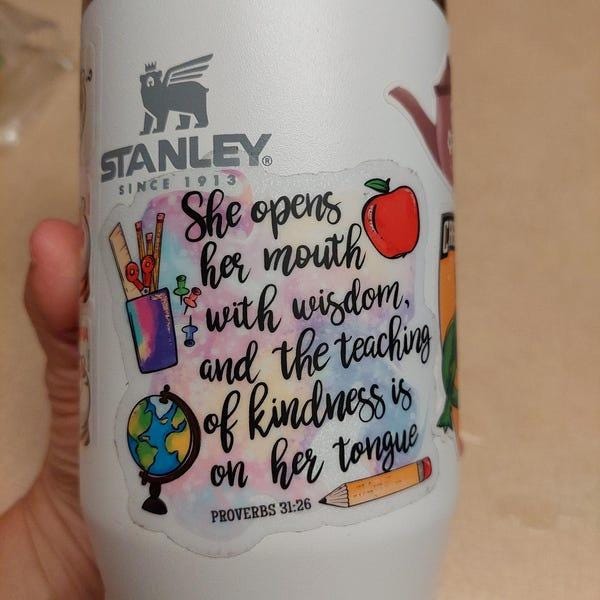 STANLEY®
SINCE 1913
She opens
her mouth
with wisdom,
and the teaching
of kindness is
on her tongue
PROVERBS 31:26